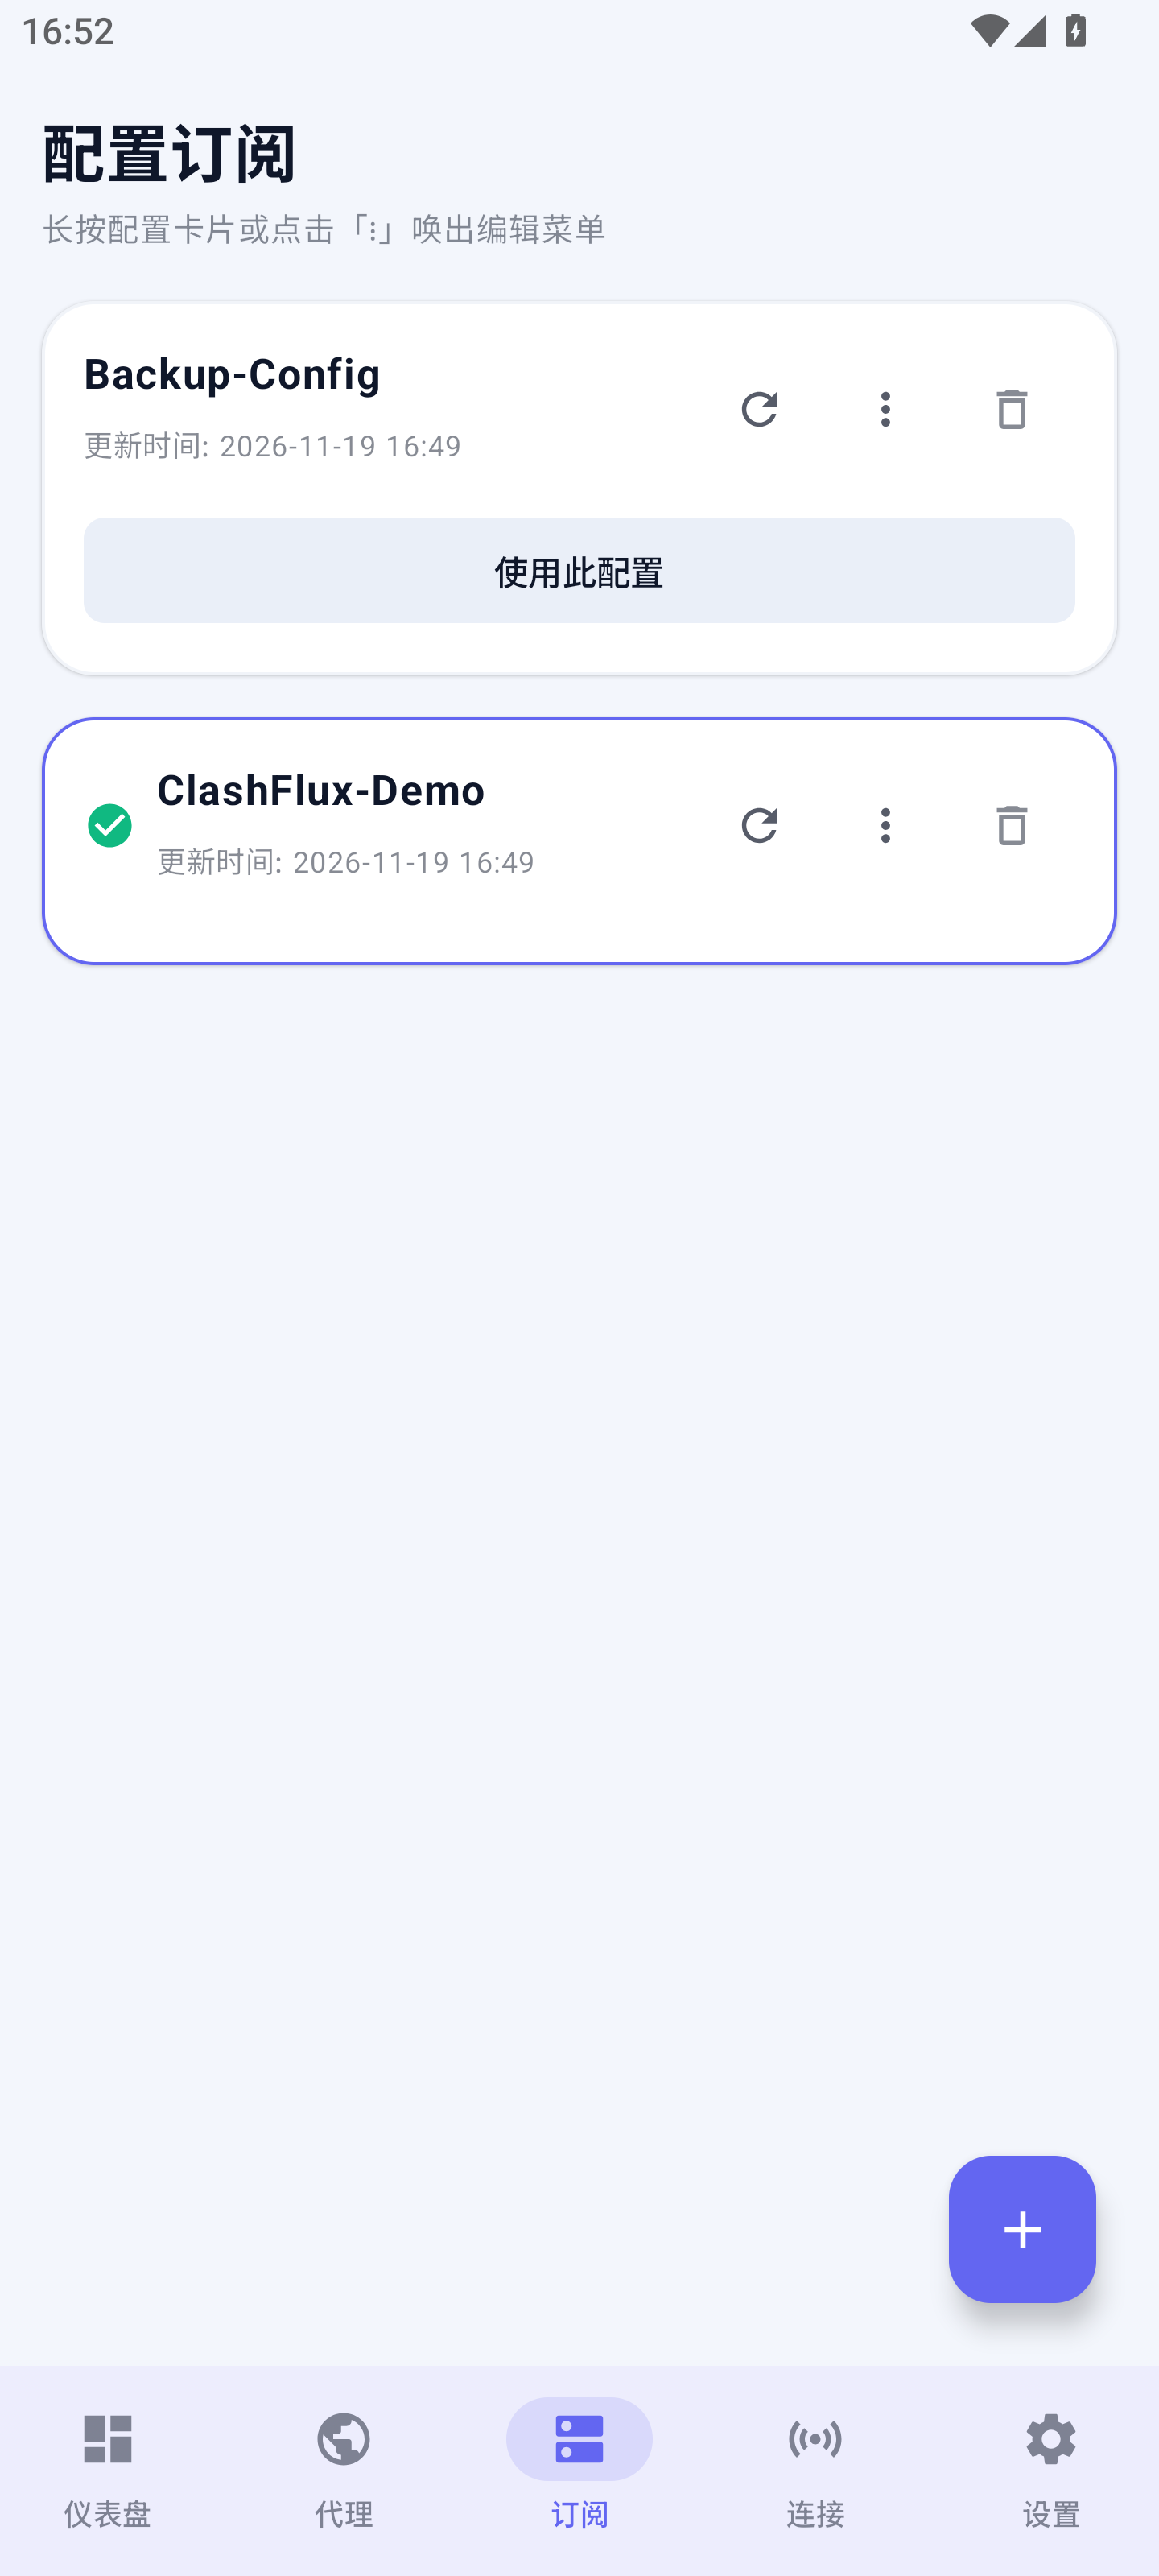 16:52
配置订阅
长按配置卡片或点击「⋮」唤出编辑菜单
Backup-Config
更新时间: 2026-11-19 16:49
使用此配置
ClashFlux-Demo
更新时间: 2026-11-19 16:49
仪表盘
代理
订阅
连接
设置